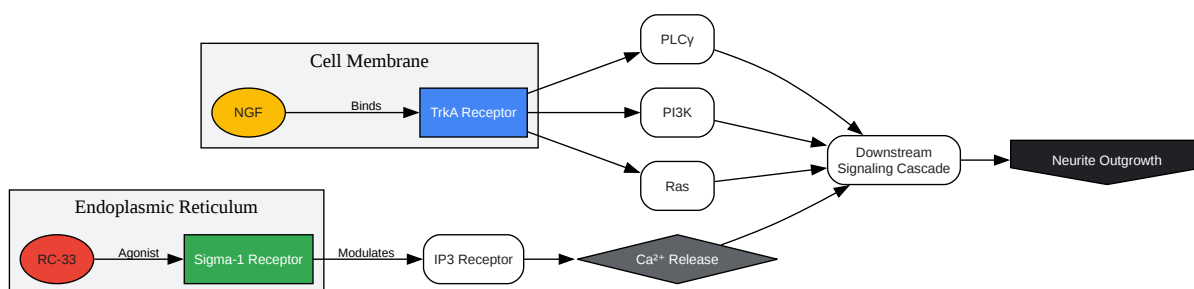 Cell Membrane
NGF
Binds
TrkA Receptor
PLCγ
PI3K
Ras
Downstream
Signaling Cascade
Neurite Outgrowth
Endoplasmic Reticulum
RC-33
Agonist
Sigma-1 Receptor
Modulates
IP3 Receptor
Ca²⁺ Release